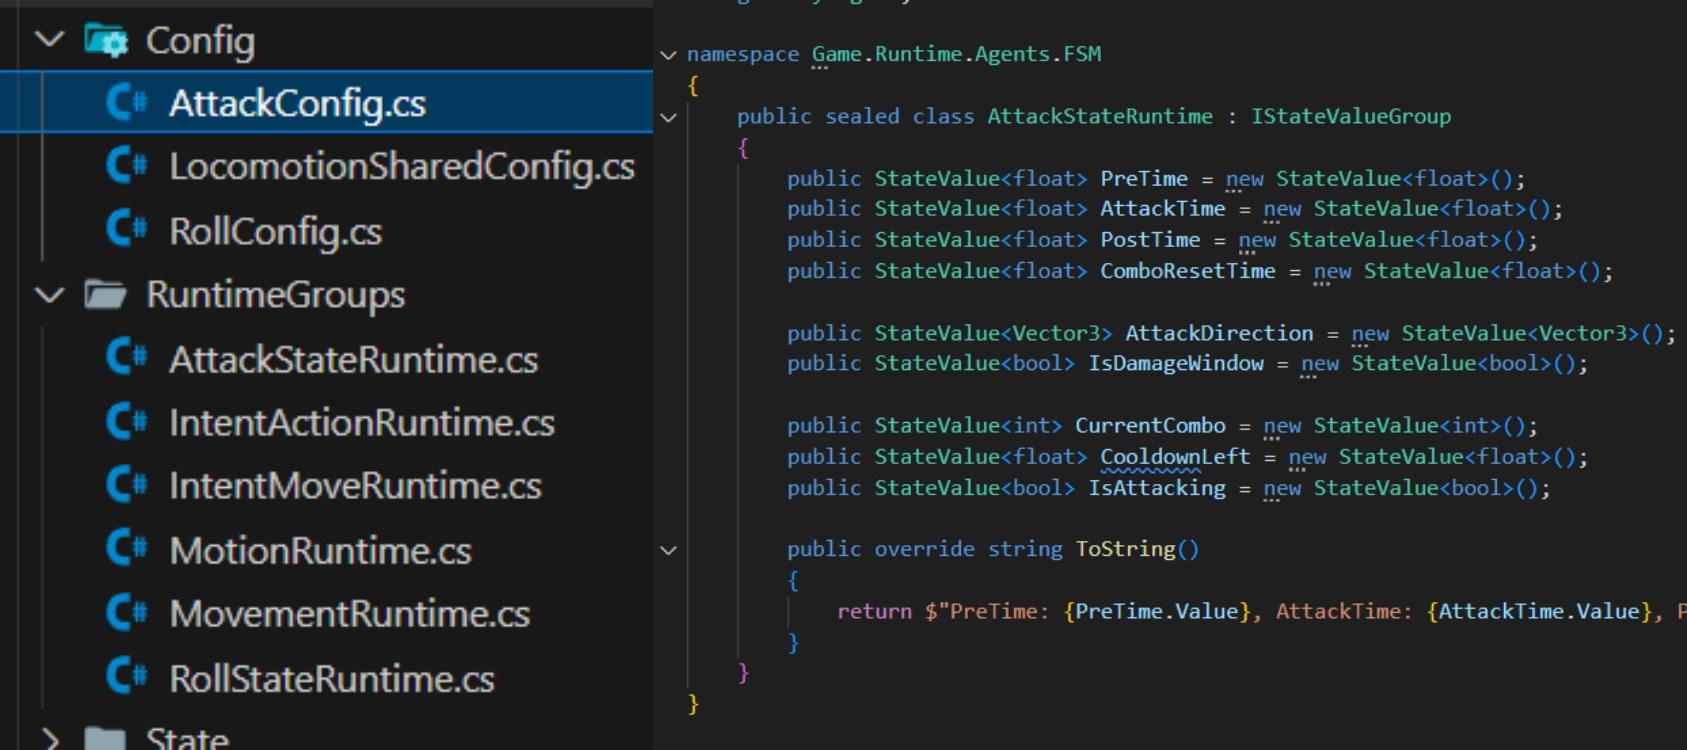 Config
AttackConfig.cs
LocomotionSharedConfig.cs
RollConfig.cs
RuntimeGroups
AttackStateRuntime.cs
IntentActionRuntime.cs
IntentMoveRuntime.cs
MotionRuntime.cs
MovementRuntime.cs
RollStateRuntime.cs
State
namespace Game.Runtime.Agents.FSM
{
public sealed class AttackStateRuntime : IStateValueGroup
{
public StateValue<float> PreTime = new StateValue<float>();
public StateValue<float> AttackTime = new StateValue<float>();
public StateValue<float> PostTime = new StateValue<float>();
public StateValue<float> ComboResetTime = new StateValue<float>();
public StateValue<Vector3> AttackDirection = new StateValue<Vector3>();
public StateValue<bool> IsDamageWindow = new StateValue<bool>();
public StateValue<int> CurrentCombo = new StateValue<int>();
public StateValue<float> CooldownLeft = new StateValue<float>();
public StateValue<bool> IsAttacking = new StateValue<bool>();
public override string ToString()
{
return $"PreTime: {PreTime.Value}, AttackTime: {AttackTime.Value}, P
}
}
}